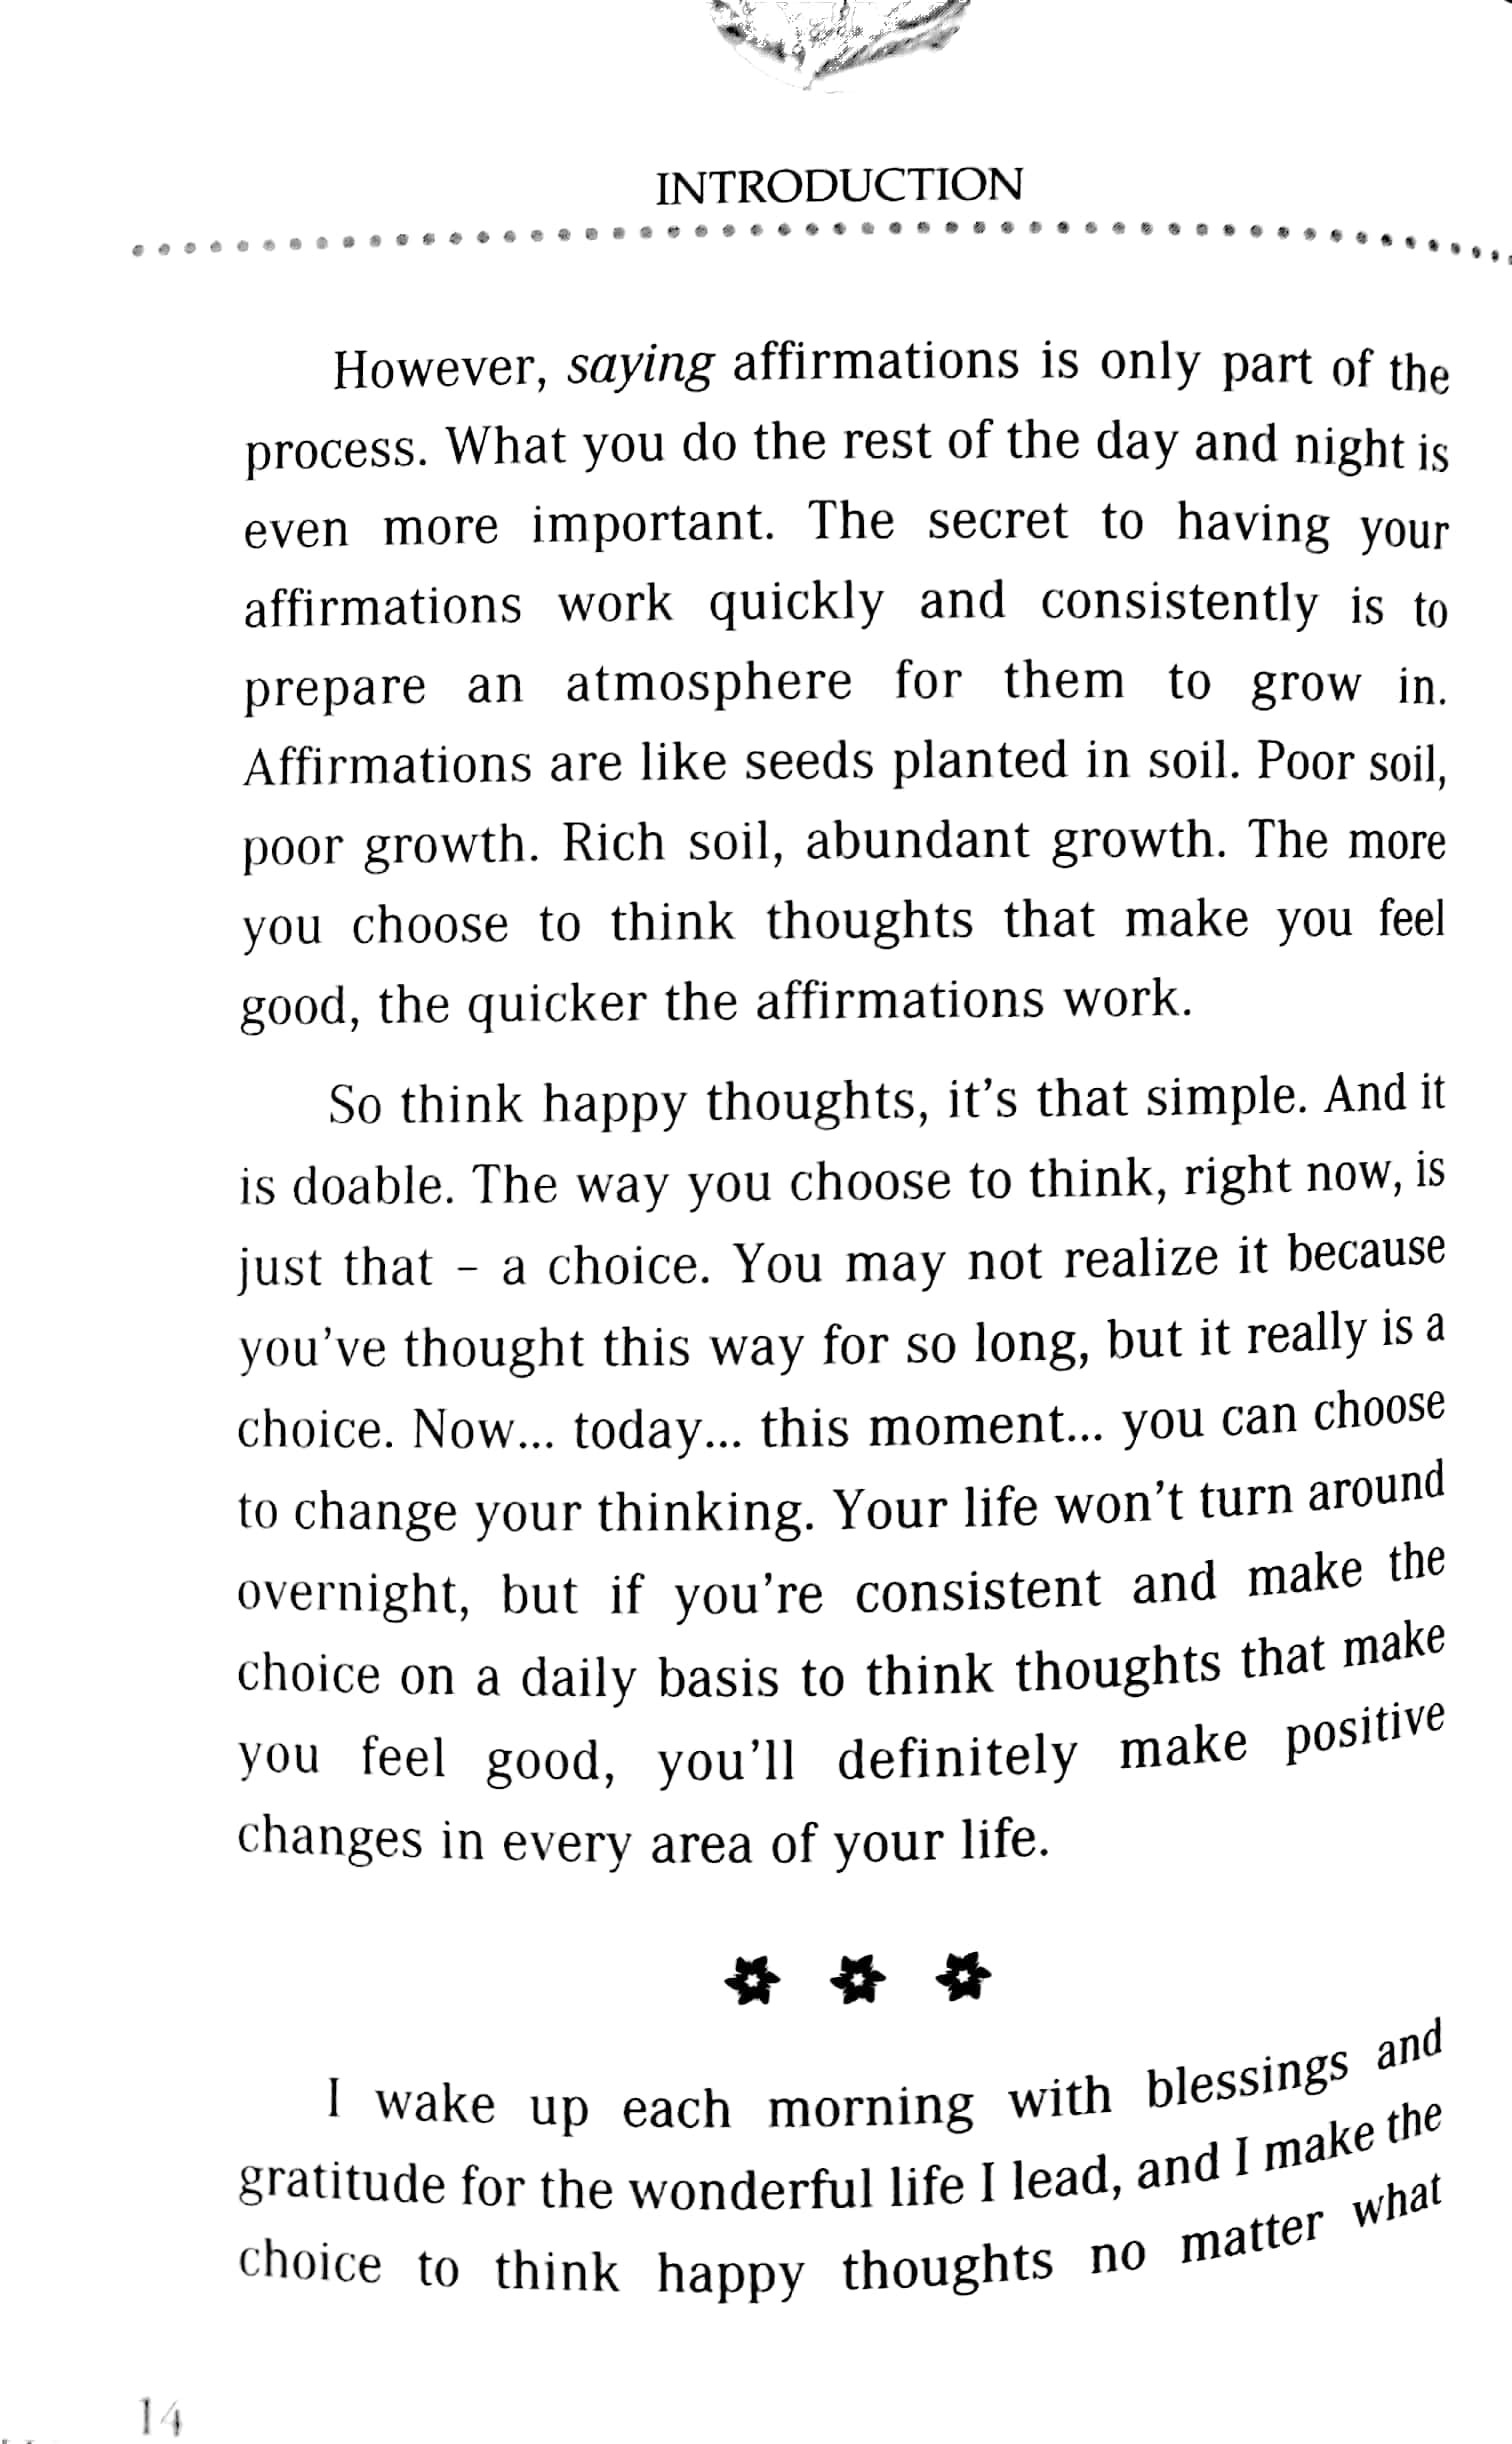 INTRODUCTION
However, saying affirmations is only part of the
process. What you do the rest of the day and night is
even more important. The secret to having your
affirmations work quickly and consistently is to
prepare an atmosphere for them to grow in.
Affirmations are like seeds planted in soil. Poor soil,
poor growth. Rich soil, abundant growth. The more
you choose to think thoughts that make you feel
good, the quicker the affirmations work.
So think happy thoughts, it's that simple. And it
is doable. The way you choose to think, right now, is
just that – a choice. You may not realize it because
you've thought this way for so long, but it really is a
choice. Now... today... this moment... you can choose
to change your thinking. Your life won't turn around
overnight, but if you're consistent and make the
choice on a daily basis to think thoughts that make
you feel good, you'll definitely make positive
changes in every area of your life.
I wake up each morning with blessings and
gratitude for the wonderful life I lead, and I make the
choice to think happy thoughts no matter what
14